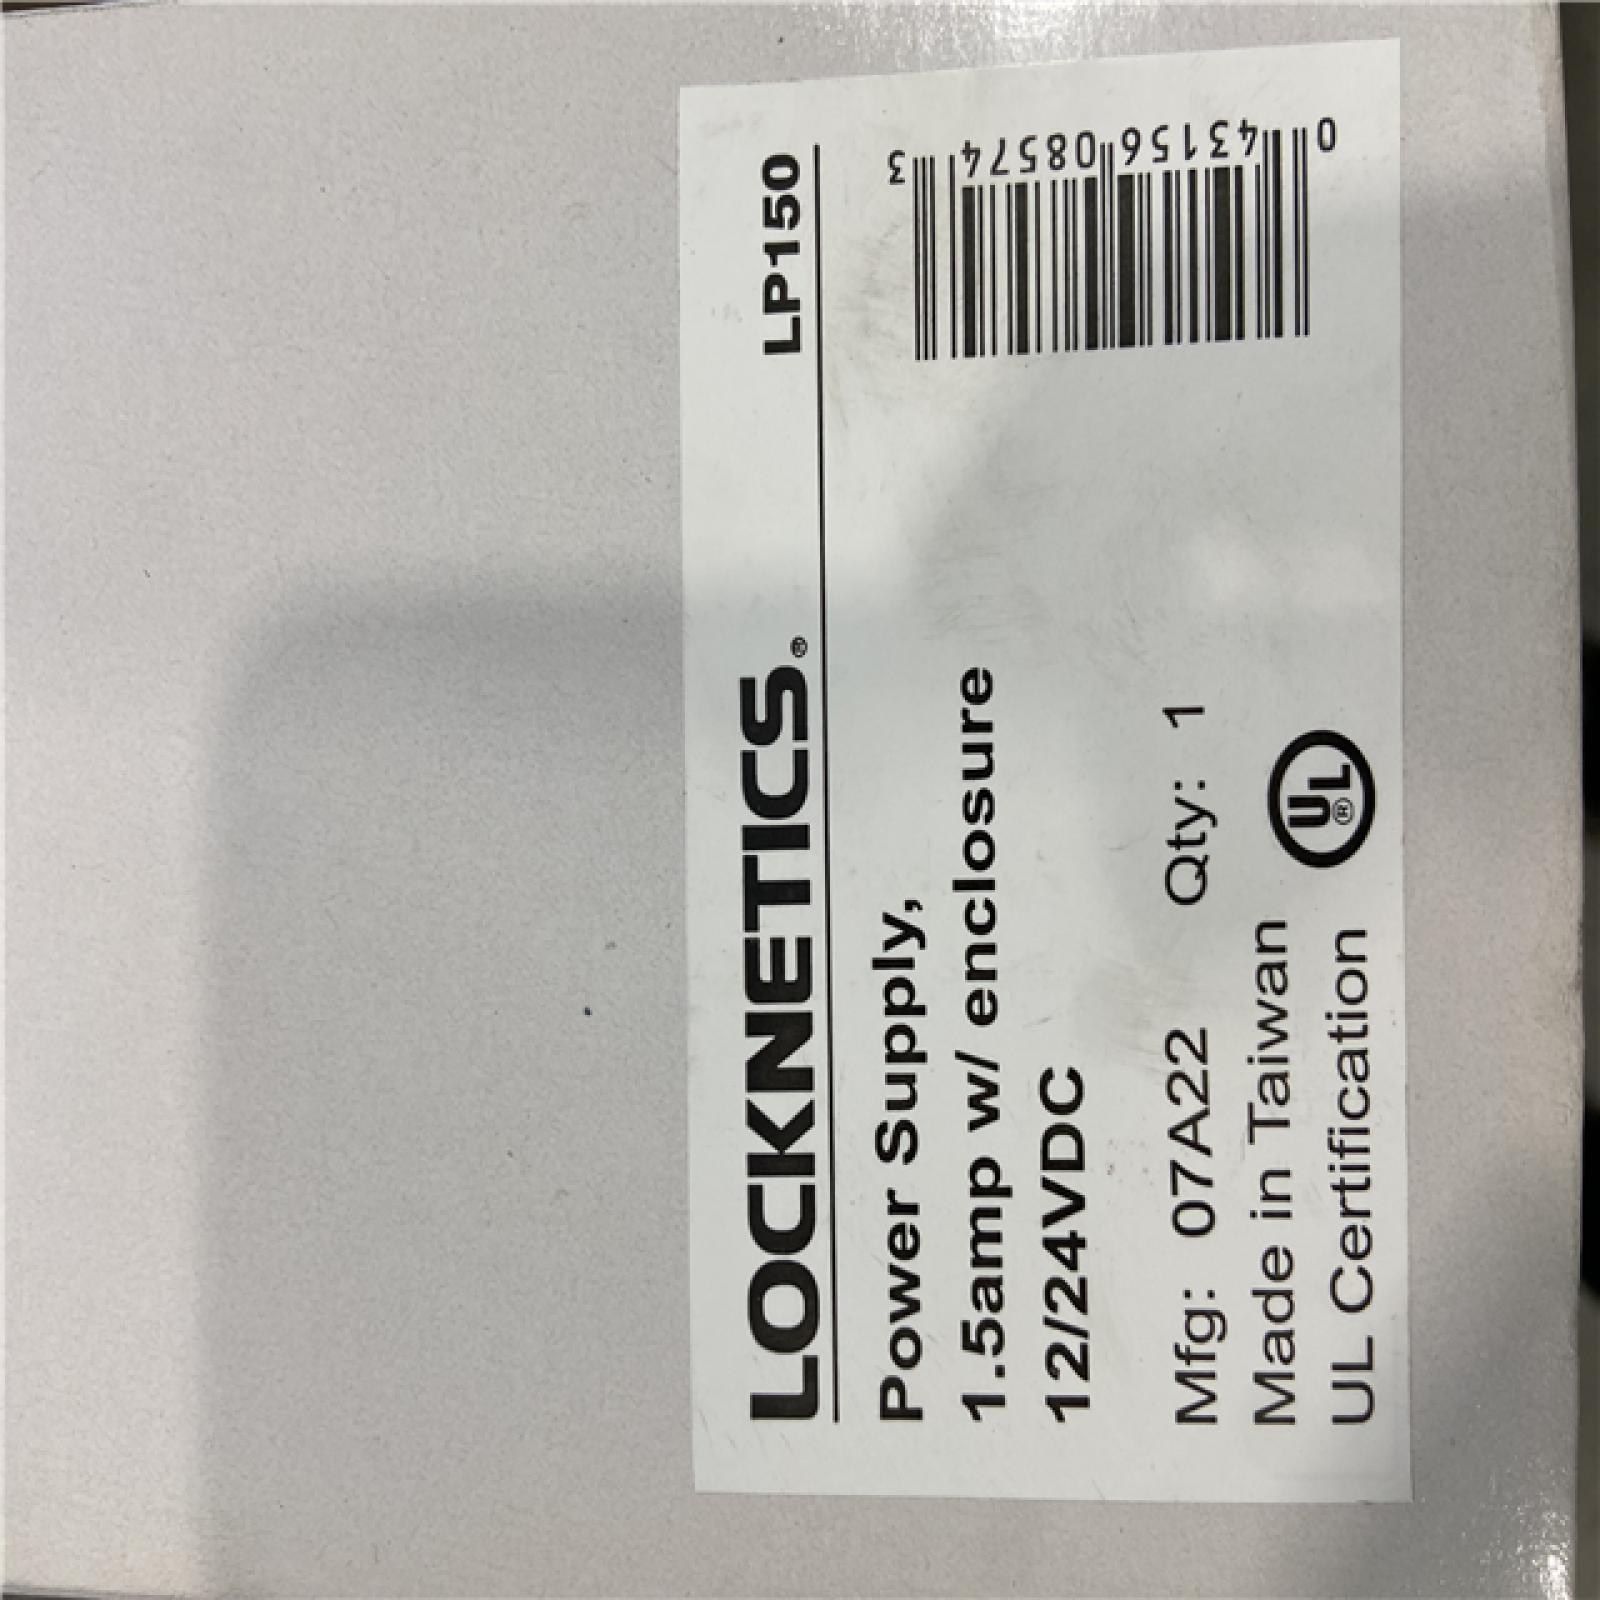 LOCKNETICS® LP150
Power Supply,
1.5amp w/ enclosure
12/24VDC
0 43156 08574 3
Mfg: 07A22 Qty: 1
Made in Taiwan
UL Certification
UL®